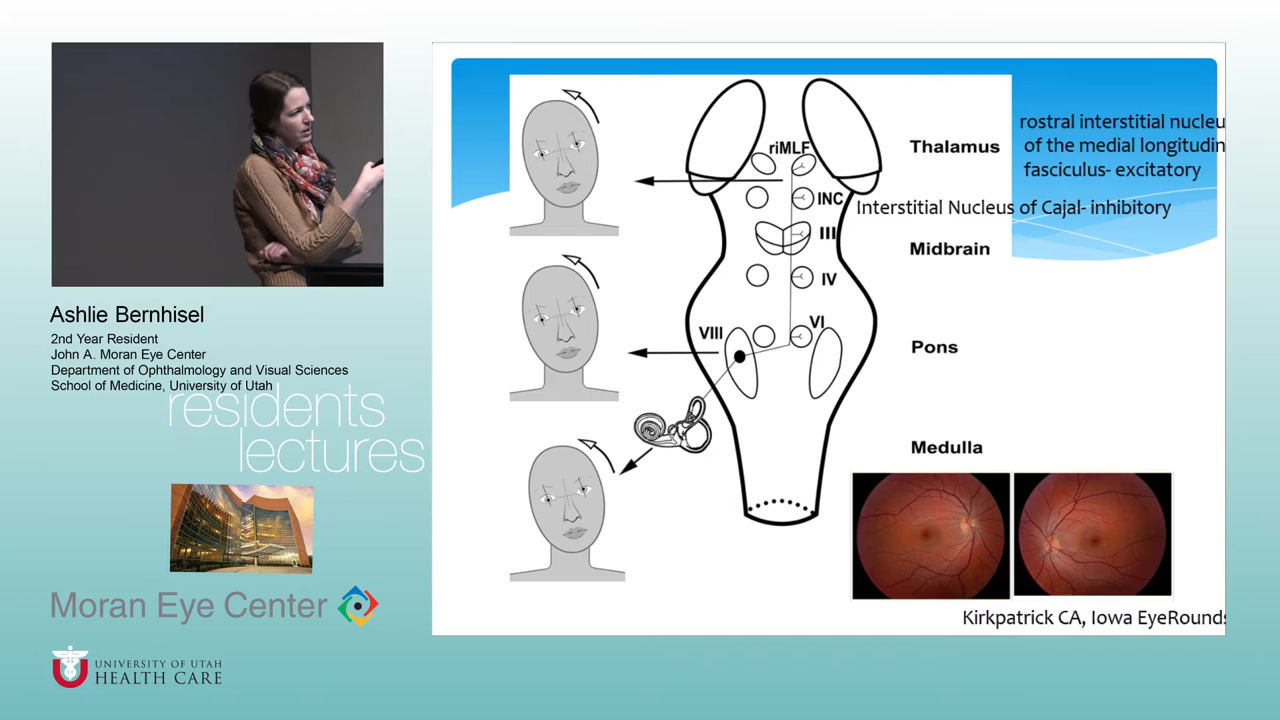 Ashlie Bernhisel
2nd Year Resident
John A. Moran Eye Center
Department of Ophthalmology and Visual Sciences
School of Medicine, University of Utah
residents
lectures
Moran Eye Center
UNIVERSITY OF UTAH
HEALTH CARE
riMLF
Thalamus
rostral interstitial nucleu
of the medial longitudin
fasciculus- excitatory
INC
Interstitial Nucleus of Cajal- inhibitory
III
Midbrain
IV
VIII
VI
Pons
Medulla
Kirkpatrick CA, Iowa EyeRounds